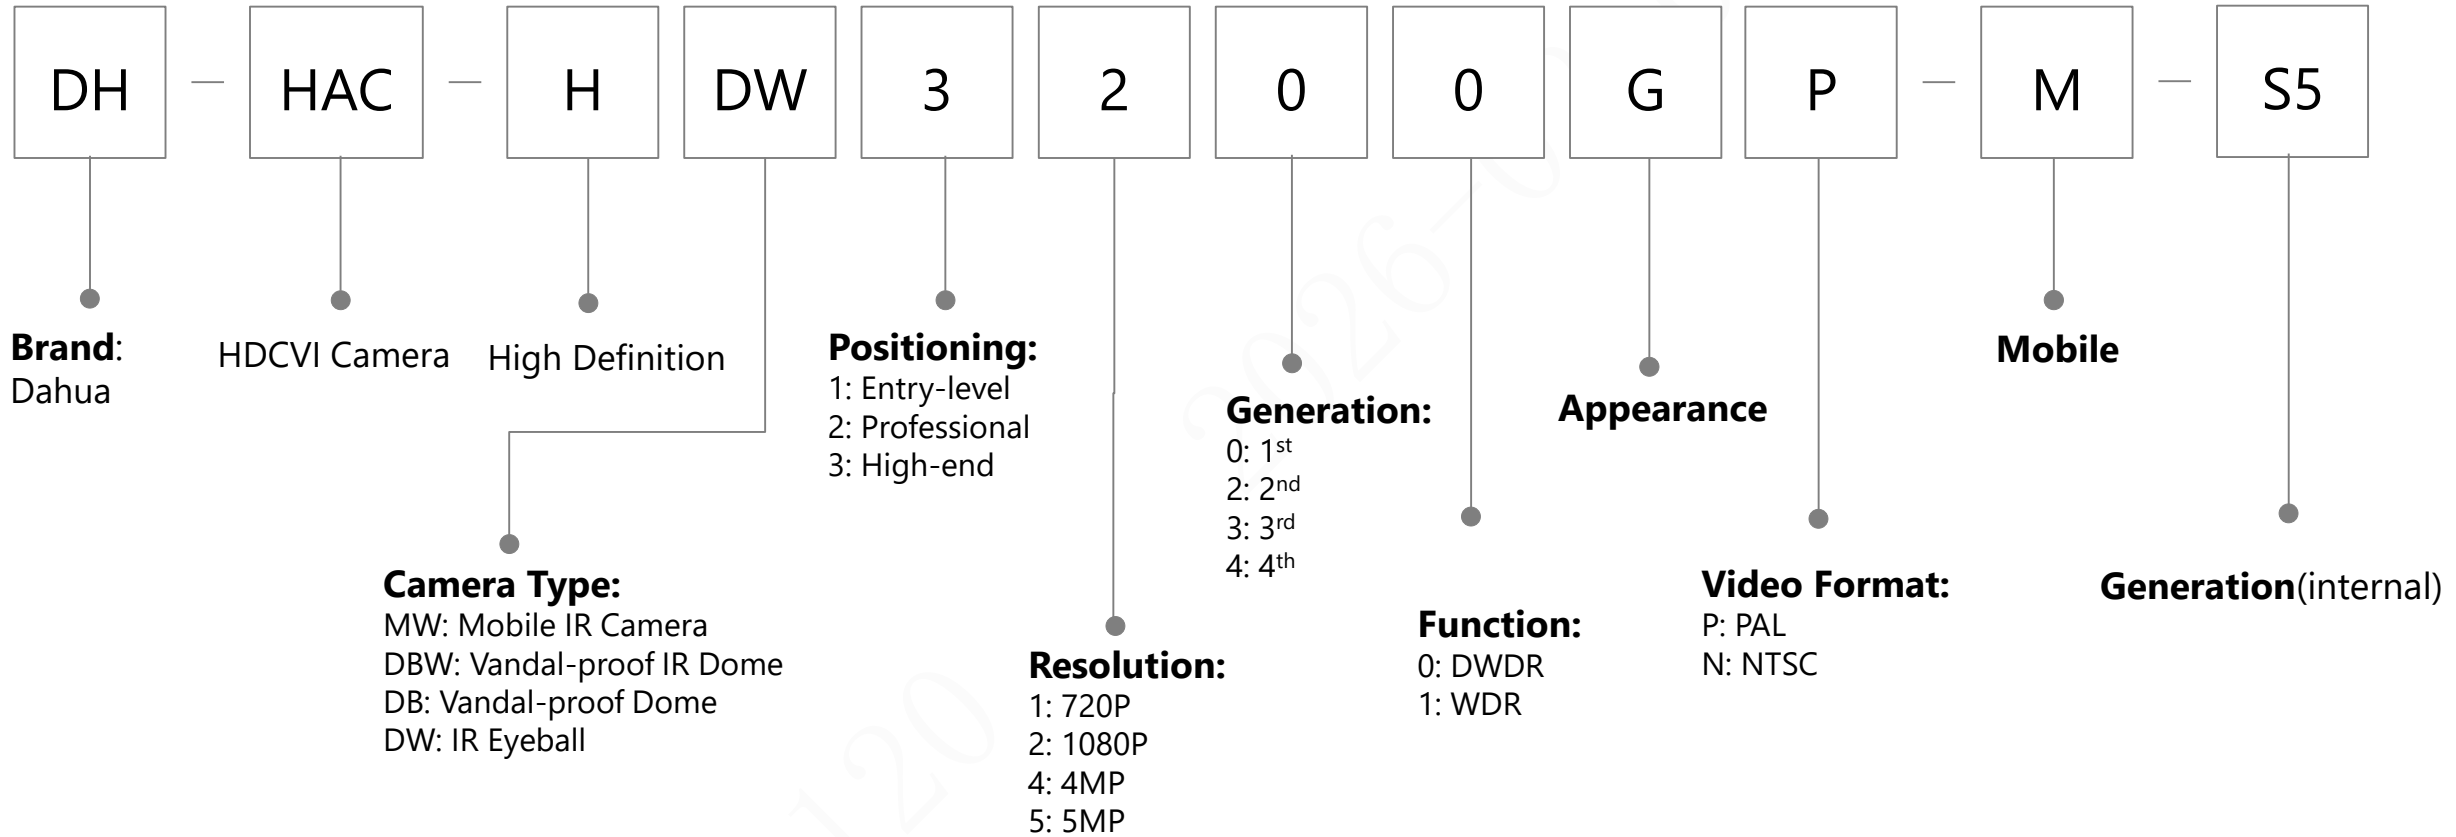 DH — HAC — H DW 3 2 0 0 G P — M — S5
Brand:
Dahua
HDCVI Camera
High Definition
Camera Type:
MW: Mobile IR Camera
DBW: Vandal-proof IR Dome
DB: Vandal-proof Dome
DW: IR Eyeball
Positioning:
1: Entry-level
2: Professional
3: High-end
Resolution:
1: 720P
2: 1080P
4: 4MP
5: 5MP
Generation:
0: 1st
2: 2nd
3: 3rd
4: 4th
Function:
0: DWDR
1: WDR
Appearance
Video Format:
P: PAL
N: NTSC
Mobile
Generation(internal)